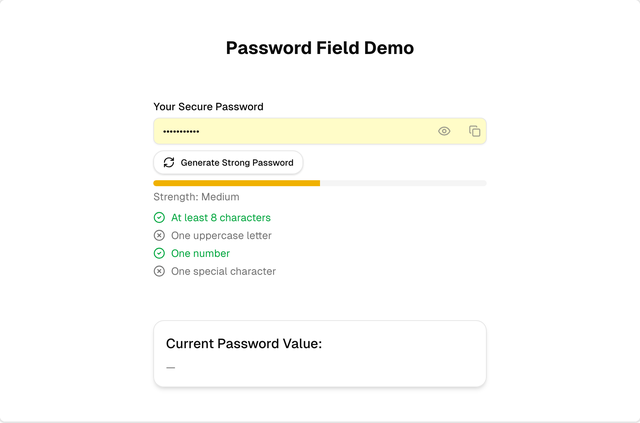 Password Field Demo
Your Secure Password
•••••••••••
Generate Strong Password
Strength: Medium
At least 8 characters
One uppercase letter
One number
One special character
Current Password Value:
—